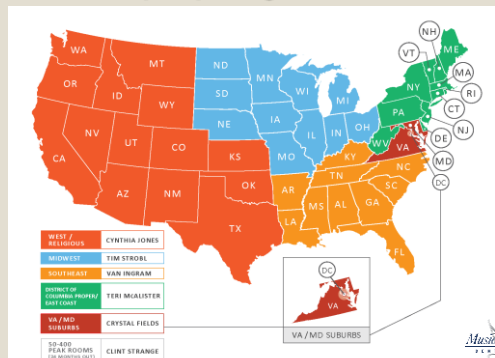 WA
MT
ND
MN
OR
ID
SD
WI
MI
WY
NE
IA
NV
UT
CO
IL
IN
OH
CA
KS
MO
KY
AZ
NM
OK
AR
TN
NC
SC
TX
LA
MS
AL
GA
FL
WV
VA
PA
NY
ME
VT
NH
MA
RI
CT
NJ
DE
MD
DC
WEST / RELIGIOUS
CYNTHIA JONES
MIDWEST
TIM STROBL
SOUTHEAST
VAN INGRAM
DISTRICT OF
COLUMBIA PROPER/
EAST COAST
TERI McALISTER
VA / MD
SUBURBS
CRYSTAL FIELDS
50-400
PEAK ROOMS
CLINT STRANGE
DC
VA
VA / MD SUBURBS